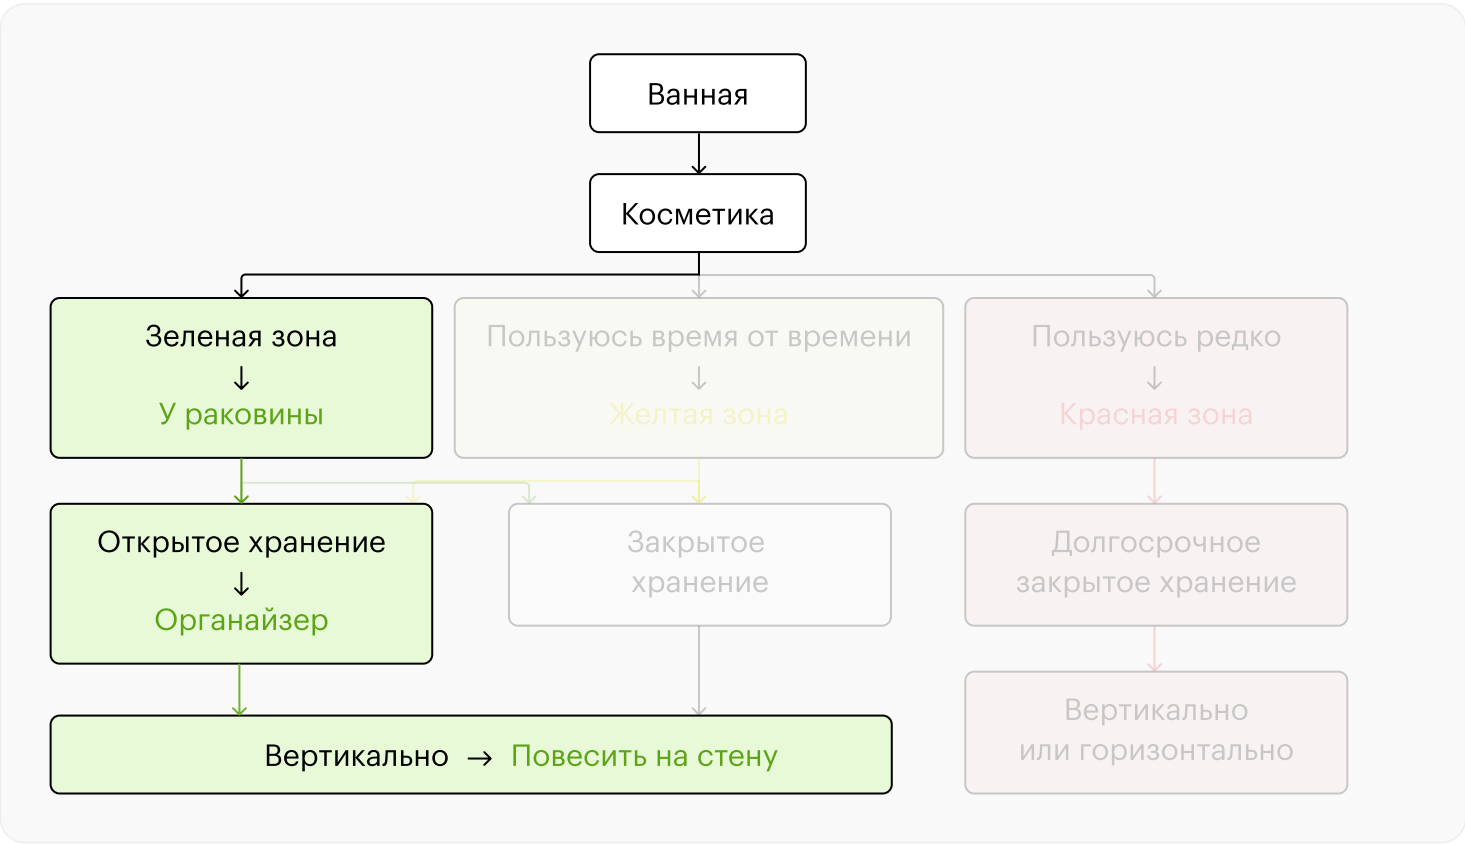 Ванная
Косметика
Зеленая зона
↓
У раковины
Пользуюсь время от времени
↓
Желтая зона
Пользуюсь редко
↓
Красная зона
Открытое хранение
↓
Органайзер
Закрытое
хранение
Долгосрочное
закрытое хранение
Вертикально → Повесить на стену
Вертикально
или горизонтально